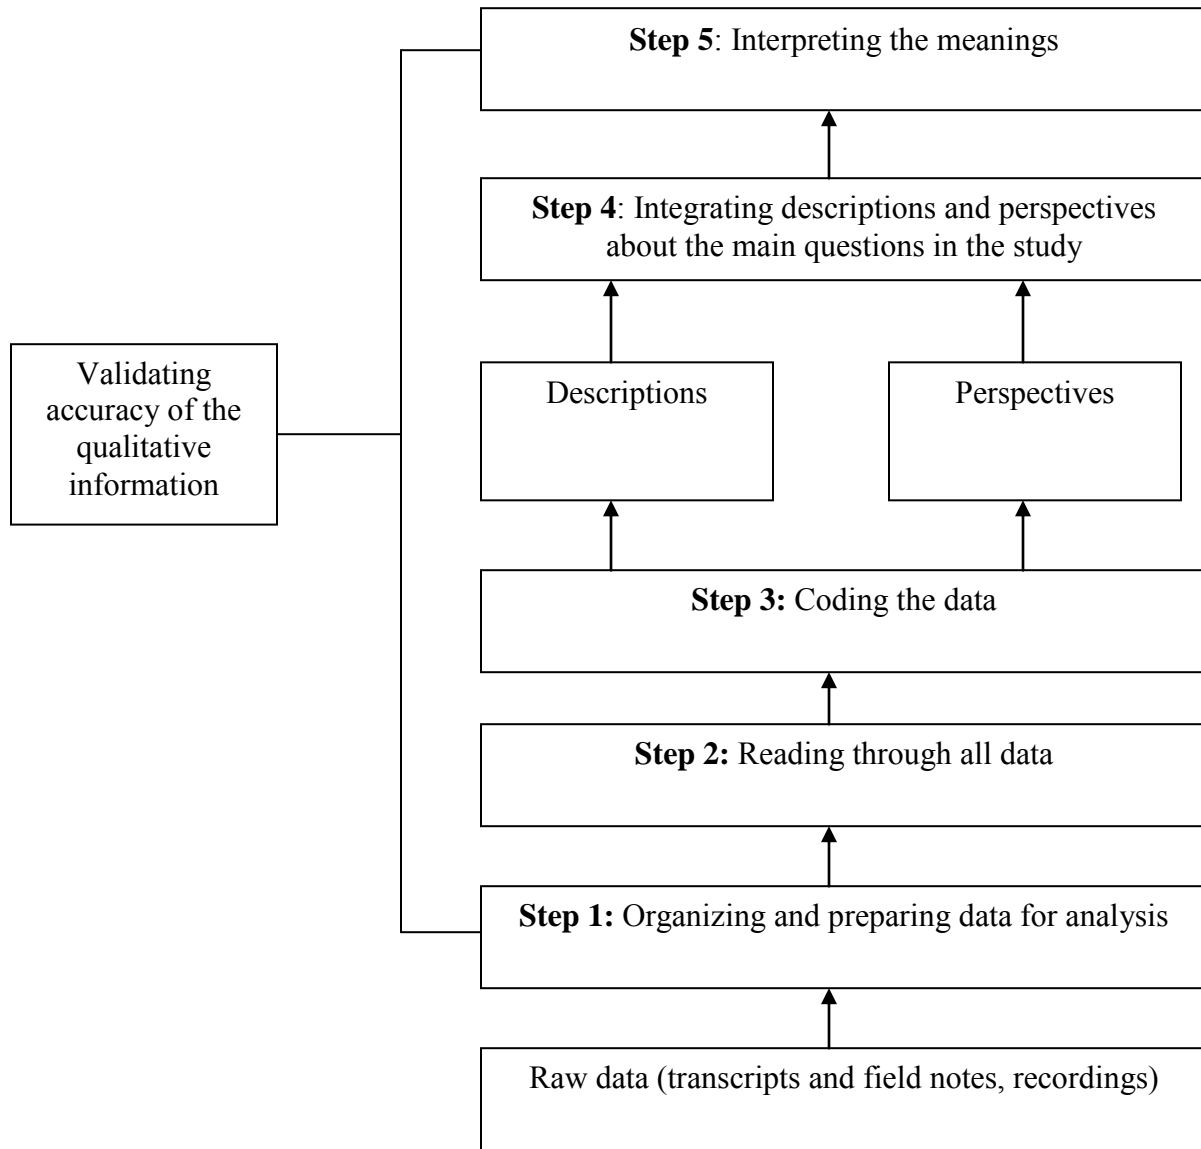 Step 5: Interpreting the meanings
Step 4: Integrating descriptions and perspectives
about the main questions in the study
Validating
accuracy of the
qualitative
information
Descriptions
Perspectives
Step 3: Coding the data
Step 2: Reading through all data
Step 1: Organizing and preparing data for analysis
Raw data (transcripts and field notes, recordings)